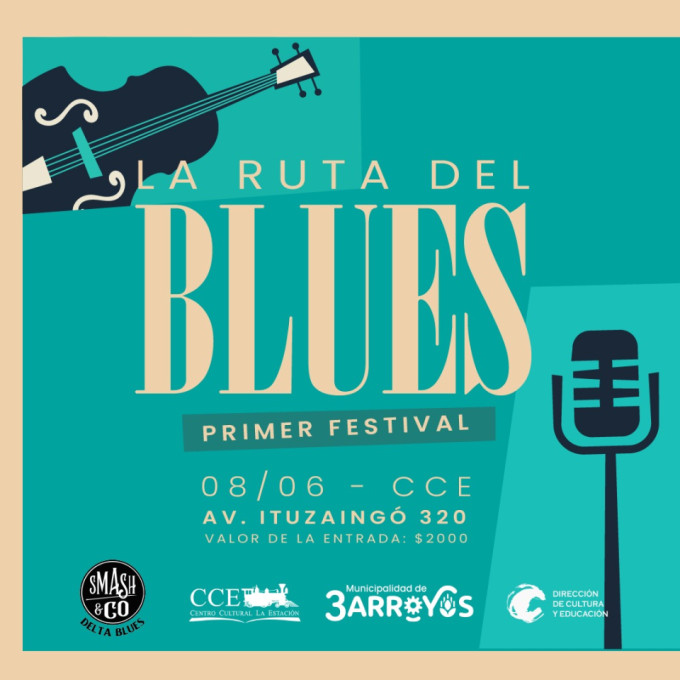 LA RUTA DEL
BLUES
PRIMER FESTIVAL
08/06 - CCE
AV. ITUZAINGÓ 320
VALOR DE LA ENTRADA: $2000
SMASH
&CO
DELTA BLUES
CCE
CENTRO CULTURAL LA ESTACIÓN
Municipalidad de
3ARROYOS
DIRECCIÓN
DE CULTURA
Y EDUCACIÓN